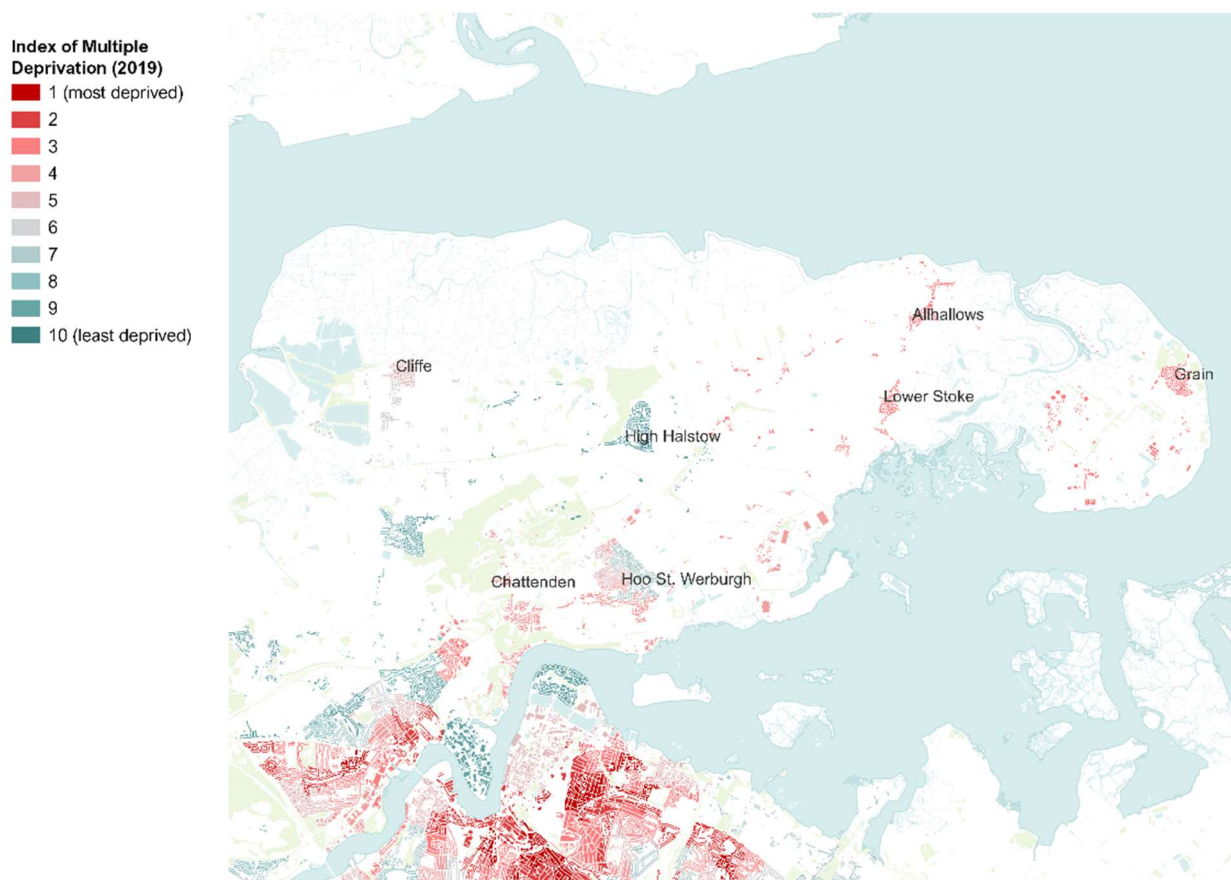 Index of Multiple
Deprivation (2019)
1 (most deprived)
2
3
4
5
6
7
8
9
10 (least deprived)
Allhallows
Cliffe
Grain
Lower Stoke
High Halstow
Chattenden
Hoo St. Werburgh